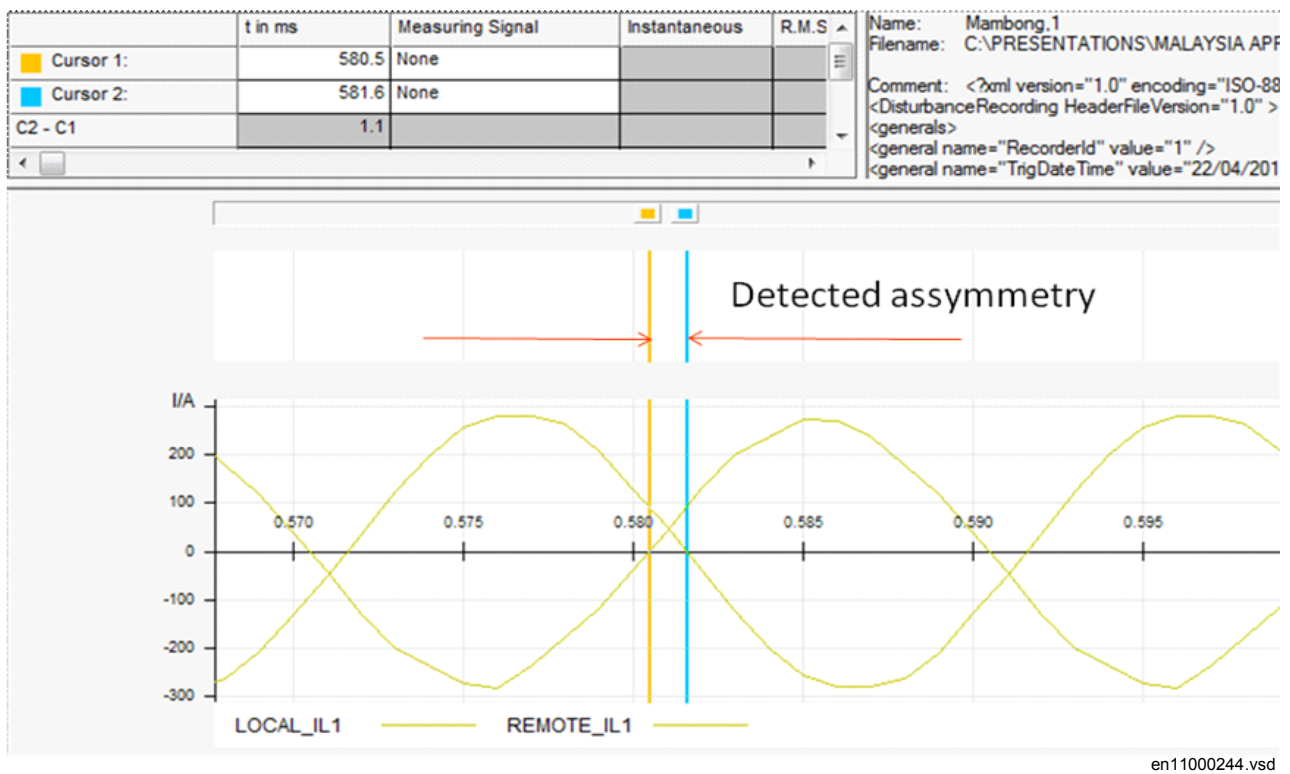 t in ms Measuring Signal Instantaneous R.M.S
Cursor 1: 580.5 None
Cursor 2: 581.6 None
C2 - C1 1.1
Name: Mambong,1
Filename: C:\PRESENTATIONS\MALAYSIA APF
Comment: <?xml version="1.0" encoding="ISO-88
<DisturbanceRecording HeaderFileVersion="1.0" >
<generals>
<general name="RecorderId" value="1" />
<general name="TrigDateTime" value="22/04/201
Detected assymmetry
I/A
200
100
0.570 0.575 0.580 0.585 0.590 0.595
0
-100
-200
-300
LOCAL_IL1 REMOTE_IL1
en11000244.vsd